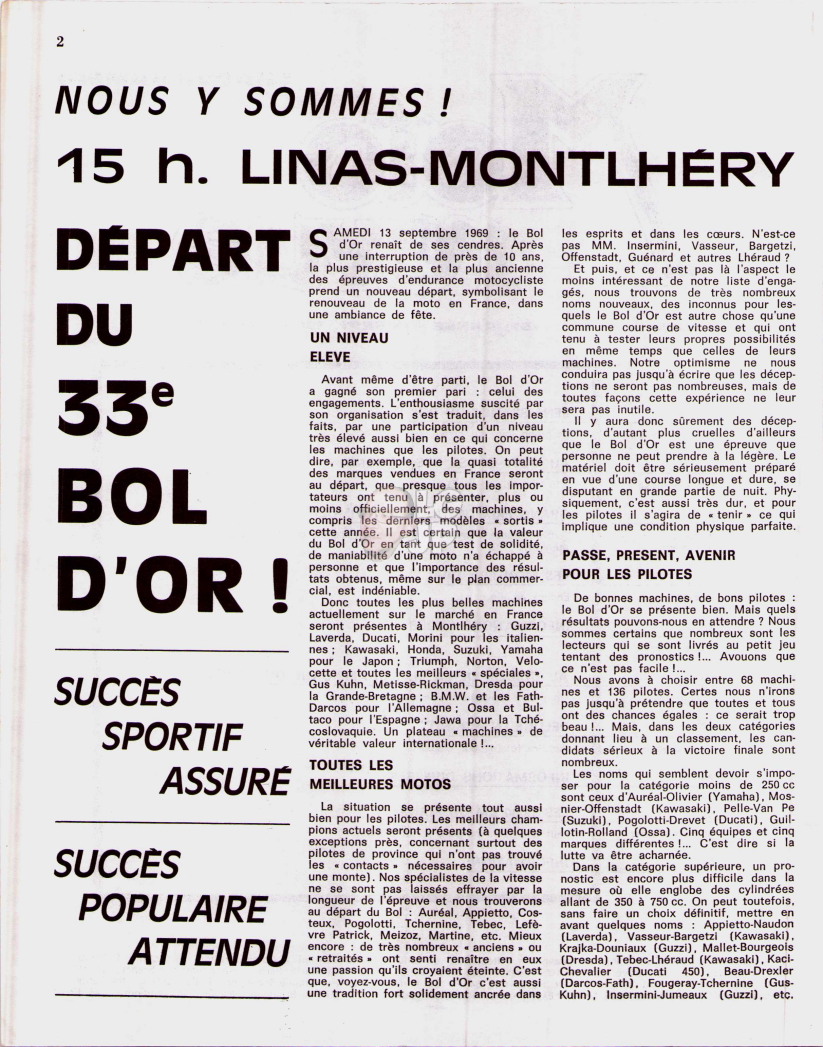 2
NOUS Y SOMMES !
15 h. LINAS-MONTLHÉRY
DÉPART
DU
33e
BOL
D'OR !
SUCCÈS
SPORTIF
ASSURÉ
SUCCÈS
POPULAIRE
ATTENDU
SAMEDI 13 septembre 1969 : le Bol
d'Or renaît de ses cendres. Après
une interruption de près de 10 ans,
la plus prestigieuse et la plus ancienne
des épreuves d'endurance motocycliste
prend un nouveau départ, symbolisant le
renouveau de la moto en France, dans
une ambiance de fête.
UN NIVEAU
ELEVE
Avant même d'être parti, le Bol d'Or
a gagné son premier pari : celui des
engagements. L'enthousiasme suscité par
son organisation s'est traduit, dans les
faits, par une participation d'un niveau
très élevé aussi bien en ce qui concerne
les machines que les pilotes. On peut
dire, par exemple, que la quasi totalité
des marques vendues en France seront
au départ, que presque tous les impor-
tateurs ont tenu à présenter, plus ou
moins officiellement, des machines, y
compris les derniers modèles « sortis »
cette année. Il est certain que la valeur
du Bol d'Or en tant que test de solidité,
de maniabilité d'une moto n'a échappé à
personne et que l'importance des résul-
tats obtenus, même sur le plan commer-
cial, est indéniable.
Donc toutes les plus belles machines
actuellement sur le marché en France
seront présentes à Montlhéry : Guzzi,
Laverda, Ducati, Morini pour les italien-
nes ; Kawasaki, Honda, Suzuki, Yamaha
pour le Japon ; Triumph, Norton, Velo-
cette et toutes les meilleurs « spéciales »,
Gus Kuhn, Metisse-Rickman, Dresda pour
la Grande-Bretagne ; B.M.W. et les Fath-
Darcos pour l'Allemagne ; Ossa et Bul-
taco pour l'Espagne ; Jawa pour la Tché-
coslovaquie. Un plateau « machines » de
véritable valeur internationale !...
TOUTES LES
MEILLEURES MOTOS
La situation se présente tout aussi
bien pour les pilotes. Les meilleurs cham-
pions actuels seront présents (à quelques
exceptions près, concernant surtout des
pilotes de province qui n'ont pas trouvé
les « contacts » nécessaires pour avoir
une monte). Nos spécialistes de la vitesse
ne se sont pas laissés effrayer par la
longueur de l'épreuve et nous trouverons
au départ du Bol : Auréal, Appietto, Cos-
teux, Pogolotti, Tchernine, Tebec, Lefè-
vre Patrick, Meizoz, Martine, etc. Mieux
encore : de très nombreux « anciens » ou
« retraités » ont senti renaître en eux
une passion qu'ils croyaient éteinte. C'est
que, voyez-vous, le Bol d'Or c'est aussi
une tradition fort solidement ancrée dans
les esprits et dans les cœurs. N'est-ce
pas MM. Insermini, Vasseur, Bargetzi,
Offenstadt, Guénard et autres Lhéraud ?
Et puis, et ce n'est pas là l'aspect le
moins intéressant de notre liste d'enga-
gés, nous trouvons de très nombreux
noms nouveaux, des inconnus pour les-
quels le Bol d'Or est autre chose qu'une
commune course de vitesse et qui ont
tenu à tester leurs propres possibilités
en même temps que celles de leurs
machines. Notre optimisme ne nous
conduira pas jusqu'à écrire que les décep-
tions ne seront pas nombreuses, mais de
toutes façons cette expérience ne leur
sera pas inutile.
Il y aura donc sûrement des décep-
tions, d'autant plus cruelles d'ailleurs
que le Bol d'Or est une épreuve que
personne ne peut prendre à la légère. Le
matériel doit être sérieusement préparé
en vue d'une course longue et dure, se
disputant en grande partie de nuit. Phy-
siquement, c'est aussi très dur, et pour
les pilotes il s'agira de « tenir » ce qui
implique une condition physique parfaite.
PASSE, PRESENT, AVENIR
POUR LES PILOTES
De bonnes machines, de bons pilotes :
le Bol d'Or se présente bien. Mais quels
résultats pouvons-nous en attendre ? Nous
sommes certains que nombreux sont les
lecteurs qui se sont livrés au petit jeu
tentant des pronostics !... Avouons que
ce n'est pas facile !...
Nous avons à choisir entre 68 machi-
nes et 136 pilotes. Certes nous n'irons
pas jusqu'à prétendre que toutes et tous
ont des chances égales : ce serait trop
beau !... Mais, dans les deux catégories
donnant lieu à un classement, les can-
didats sérieux à la victoire finale sont
nombreux.
Les noms qui semblent devoir s'impo-
ser pour la catégorie moins de 250 cc
sont ceux d'Auréal-Olivier (Yamaha), Mos-
nier-Offenstadt (Kawasaki), Pelle-Van Pe
(Suzuki), Pogolotti-Drevet (Ducati), Guil-
lotin-Rolland (Ossa). Cinq équipes et cinq
marques différentes !... C'est dire si la
lutte va être acharnée.
Dans la catégorie supérieure, un pro-
nostic est encore plus difficile dans la
mesure où elle englobe des cylindrées
allant de 350 à 750 cc. On peut toutefois,
sans faire un choix définitif, mettre en
avant quelques noms : Appietto-Naudon
(Laverda), Vasseur-Bargetzi (Kawasaki),
Krajka-Douniaux (Guzzi), Mallet-Bourgeois
(Dresda), Tebec-Lhéraud (Kawasaki), Kaci-
Chevalier (Ducati 450), Beau-Drexler
(Darcos-Fath), Fougeray-Tchernine (Gus-
Kuhn), Insermini-Jumeaux (Guzzi), etc.